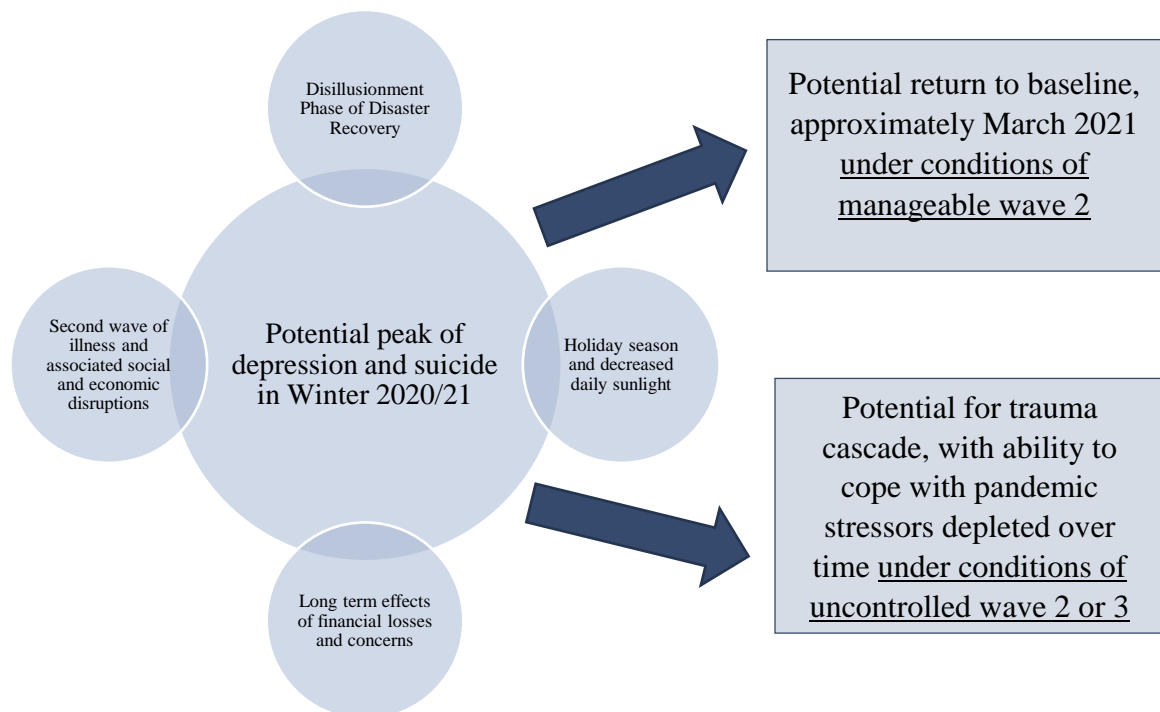 Disillusionment
Phase of Disaster
Recovery
Second wave of
illness and
associated social
and economic
disruptions
Potential peak of
depression and suicide
in Winter 2020/21
Holiday season
and decreased
daily sunlight
Long term effects
of financial losses
and concerns
Potential return to baseline,
approximately March 2021
under conditions of
manageable wave 2
Potential for trauma
cascade, with ability to
cope with pandemic
stressors depleted over
time under conditions of
uncontrolled wave 2 or 3